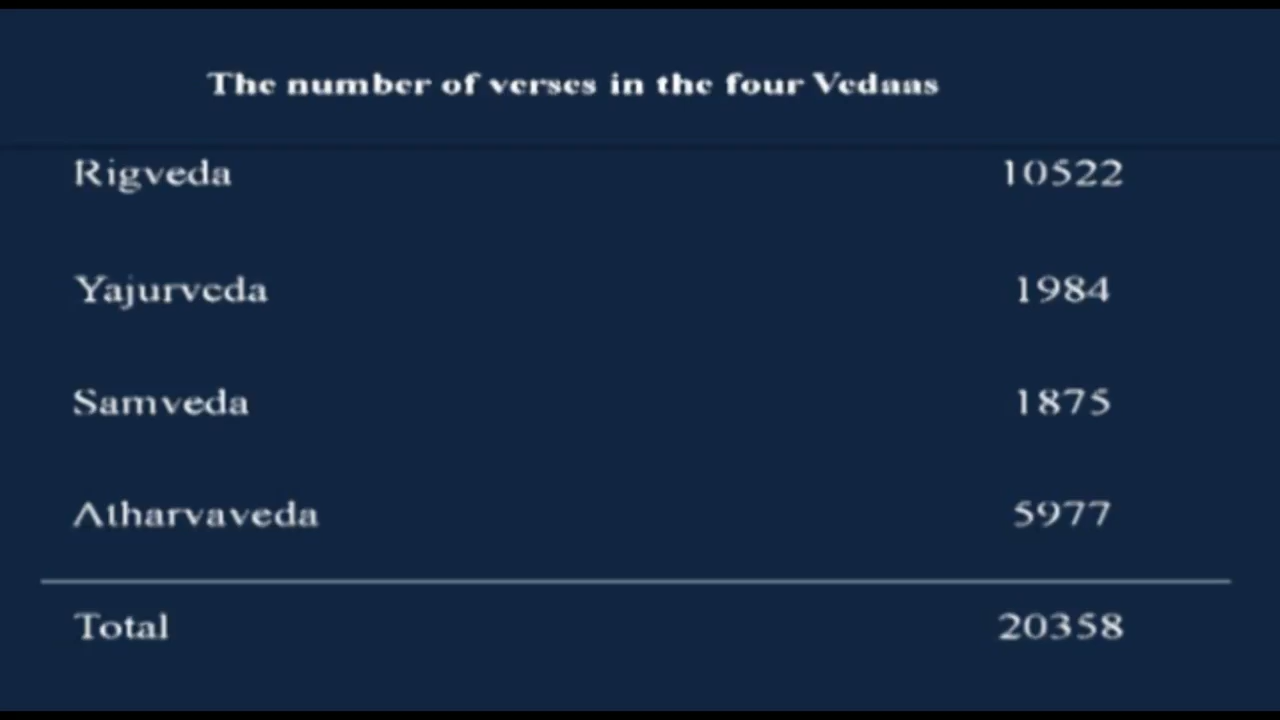 The number of verses in the four Vedaas
Rigveda 10522
Yajurveda 1984
Samveda 1875
Atharvaveda 5977
Total 20358